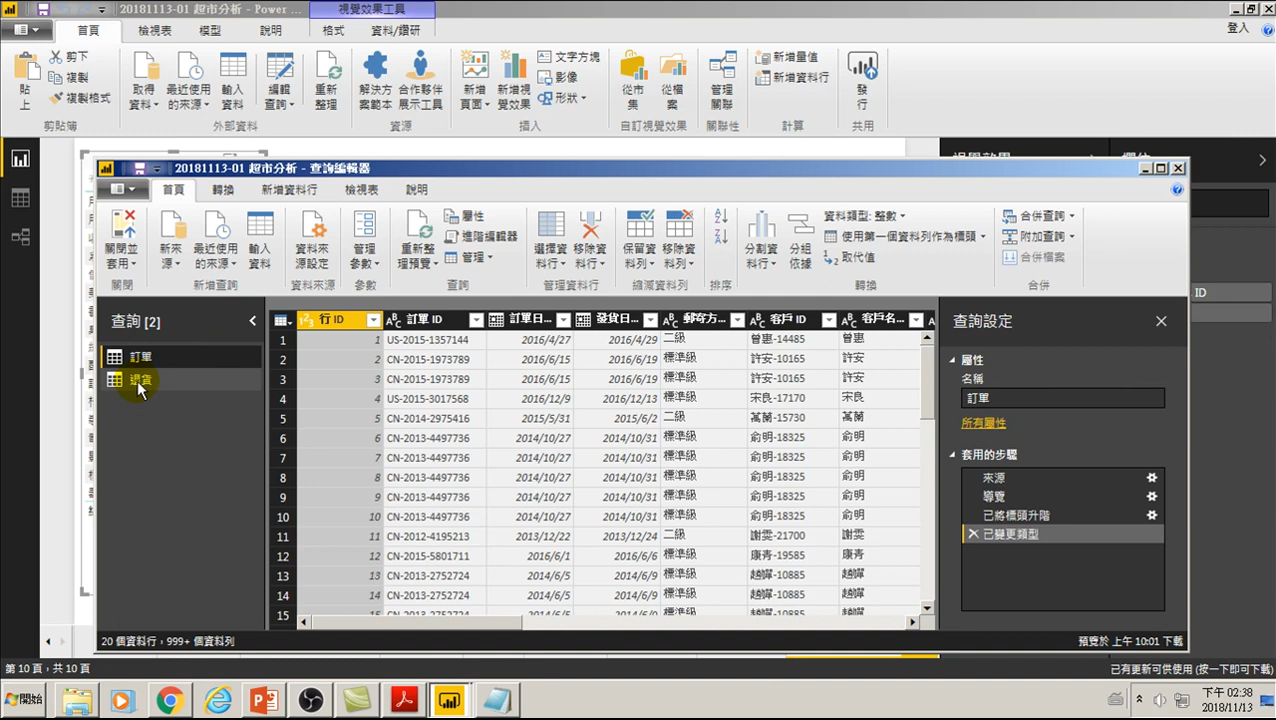 20181113-01 超市分析 - Power ...
視覺效果工具
首頁 檢視表 模型 說明 格式 資料/鑽研 登入
貼上 剪下 複製 複製格式 剪貼簿
取得資料 最近使用的來源 輸入資料 編輯查詢 重新整理 外部資料
解決方案範本 合作夥伴展示工具 資源
新增頁面 新增視覺效果 文字方塊 影像 形狀 插入
從市集 從檔案 自訂視覺效果
管理關聯 關聯性
新增量值 新增資料行 計算
發行 共用
20181113-01 超市分析 - 查詢編輯器
首頁 轉換 新增資料行 檢視表 說明
關閉並套用 關閉
新來源 最近使用的來源 輸入資料 新增查詢
資料來源設定 資料來源
管理參數 參數
重新整理預覽 屬性 進階編輯器 管理 查詢
選擇資料行 移除資料行 管理資料行
保留資料列 移除資料列 縮減資料列
排序
分割資料行 分組依據 資料類型: 整數 使用第一個資料列作為標頭 取代值 轉換
合併查詢 附加查詢 合併檔案 合併
查詢 [2]
訂單
退貨
行 ID 訂單 ID 訂單日... 發貨日... 郵寄方... 客戶 ID 客戶名...
1 1 US-2015-1357144 2016/4/27 2016/4/29 二級 曾惠-14485 曾惠
2 2 CN-2015-1973789 2016/6/15 2016/6/19 標準級 許安-10165 許安
3 3 CN-2015-1973789 2016/6/15 2016/6/19 標準級 許安-10165 許安
4 4 US-2015-3017568 2016/12/9 2016/12/13 標準級 宋良-17170 宋良
5 5 CN-2014-2975416 2015/5/31 2015/6/2 二級 萬蘭-15730 萬蘭
6 6 CN-2013-4497736 2014/10/27 2014/10/31 標準級 俞明-18325 俞明
7 7 CN-2013-4497736 2014/10/27 2014/10/31 標準級 俞明-18325 俞明
8 8 CN-2013-4497736 2014/10/27 2014/10/31 標準級 俞明-18325 俞明
9 9 CN-2013-4497736 2014/10/27 2014/10/31 標準級 俞明-18325 俞明
10 10 CN-2013-4497736 2014/10/27 2014/10/31 標準級 俞明-18325 俞明
11 11 CN-2012-4195213 2013/12/22 2013/12/24 二級 謝雯-21700 謝雯
12 12 CN-2015-5801711 2016/6/1 2016/6/6 標準級 康青-19585 康青
13 13 CN-2013-2752724 2014/6/5 2014/6/9 標準級 趙嬋-10885 趙嬋
14 14 CN-2013-2752724 2014/6/5 2014/6/9 標準級 趙嬋-10885 趙嬋
15
查詢設定
屬性
名稱
訂單
所有屬性
套用的步驟
來源
導覽
已將標頭升階
已變更類型
ID
20 個資料行，999+ 個資料列 預覽於 上午 10:01 下載
第 10 頁，共 10 頁 已有更新可供使用 (按一下即可下載)
開始 下午 02:38
2018/11/13